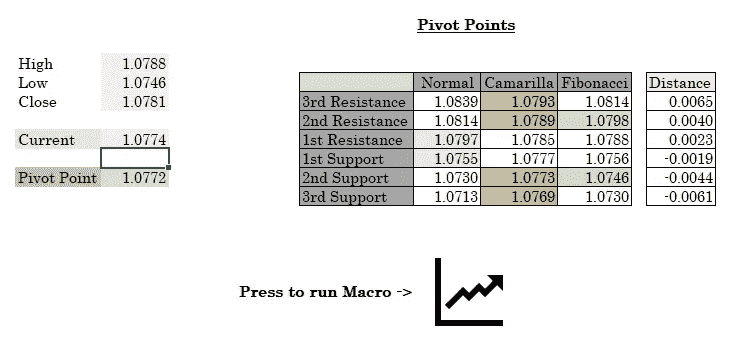 Pivot Points
High 1.0788
Low 1.0746
Close 1.0781
Current 1.0774
Pivot Point 1.0772
Normal Camarilla Fibonacci Distance
3rd Resistance 1.0839 1.0793 1.0814 0.0065
2nd Resistance 1.0814 1.0789 1.0798 0.0040
1st Resistance 1.0797 1.0785 1.0788 0.0023
1st Support 1.0755 1.0777 1.0756 -0.0019
2nd Support 1.0730 1.0773 1.0746 -0.0044
3rd Support 1.0713 1.0769 1.0730 -0.0061
Press to run Macro ->